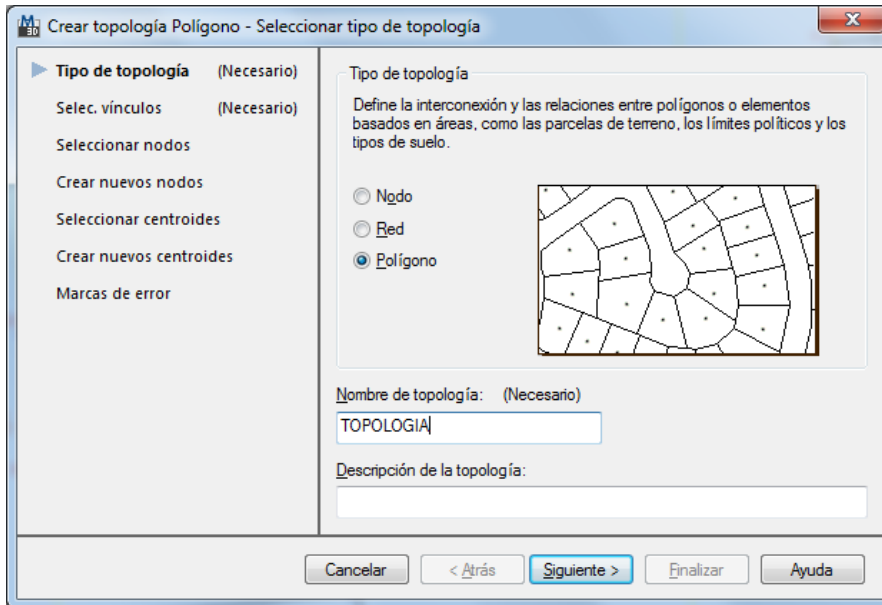 Crear topología Polígono - Seleccionar tipo de topología
Tipo de topología (Necesario)
Selec. vínculos (Necesario)
Seleccionar nodos
Crear nuevos nodos
Seleccionar centroides
Crear nuevos centroides
Marcas de error
Tipo de topología
Define la interconexión y las relaciones entre polígonos o elementos
basados en áreas, como las parcelas de terreno, los límites políticos y los
tipos de suelo.
Nodo
Red
Polígono
Nombre de topología: (Necesario)
TOPOLOGIA
Descripción de la topología:
Cancelar
< Atrás
Siguiente >
Finalizar
Ayuda